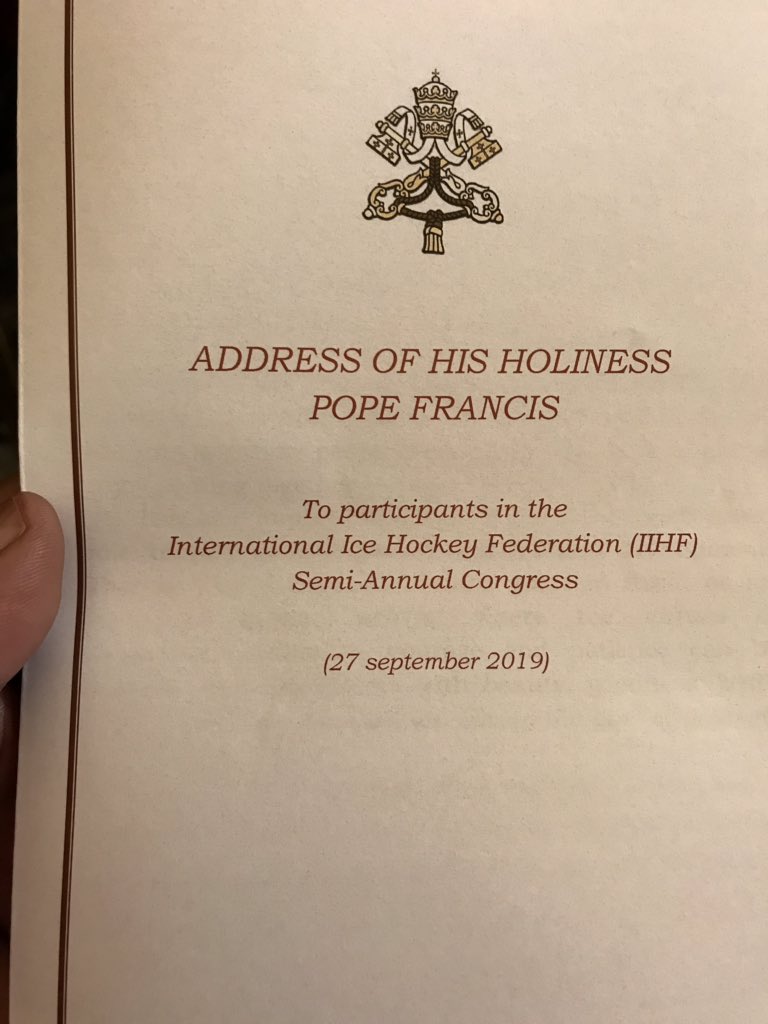 ADDRESS OF HIS HOLINESS
POPE FRANCIS
To participants in the
International Ice Hockey Federation (IIHF)
Semi-Annual Congress
(27 september 2019)